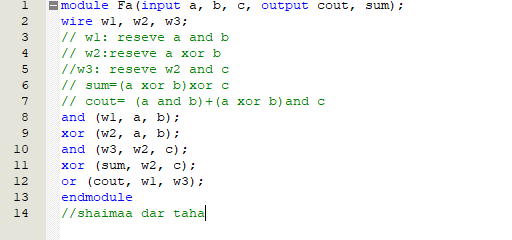 1 module Fa(input a, b, c, output cout, sum);
2 wire w1, w2, w3;
3 // w1: reseve a and b
4 // w2:reseve a xor b
5 //w3: reseve w2 and c
6 // sum=(a xor b)xor c
7 // cout= (a and b)+(a xor b)and c
8 and (w1, a, b);
9 xor (w2, a, b);
10 and (w3, w2, c);
11 xor (sum, w2, c);
12 or (cout, w1, w3);
13 endmodule
14 //shaimaa dar taha